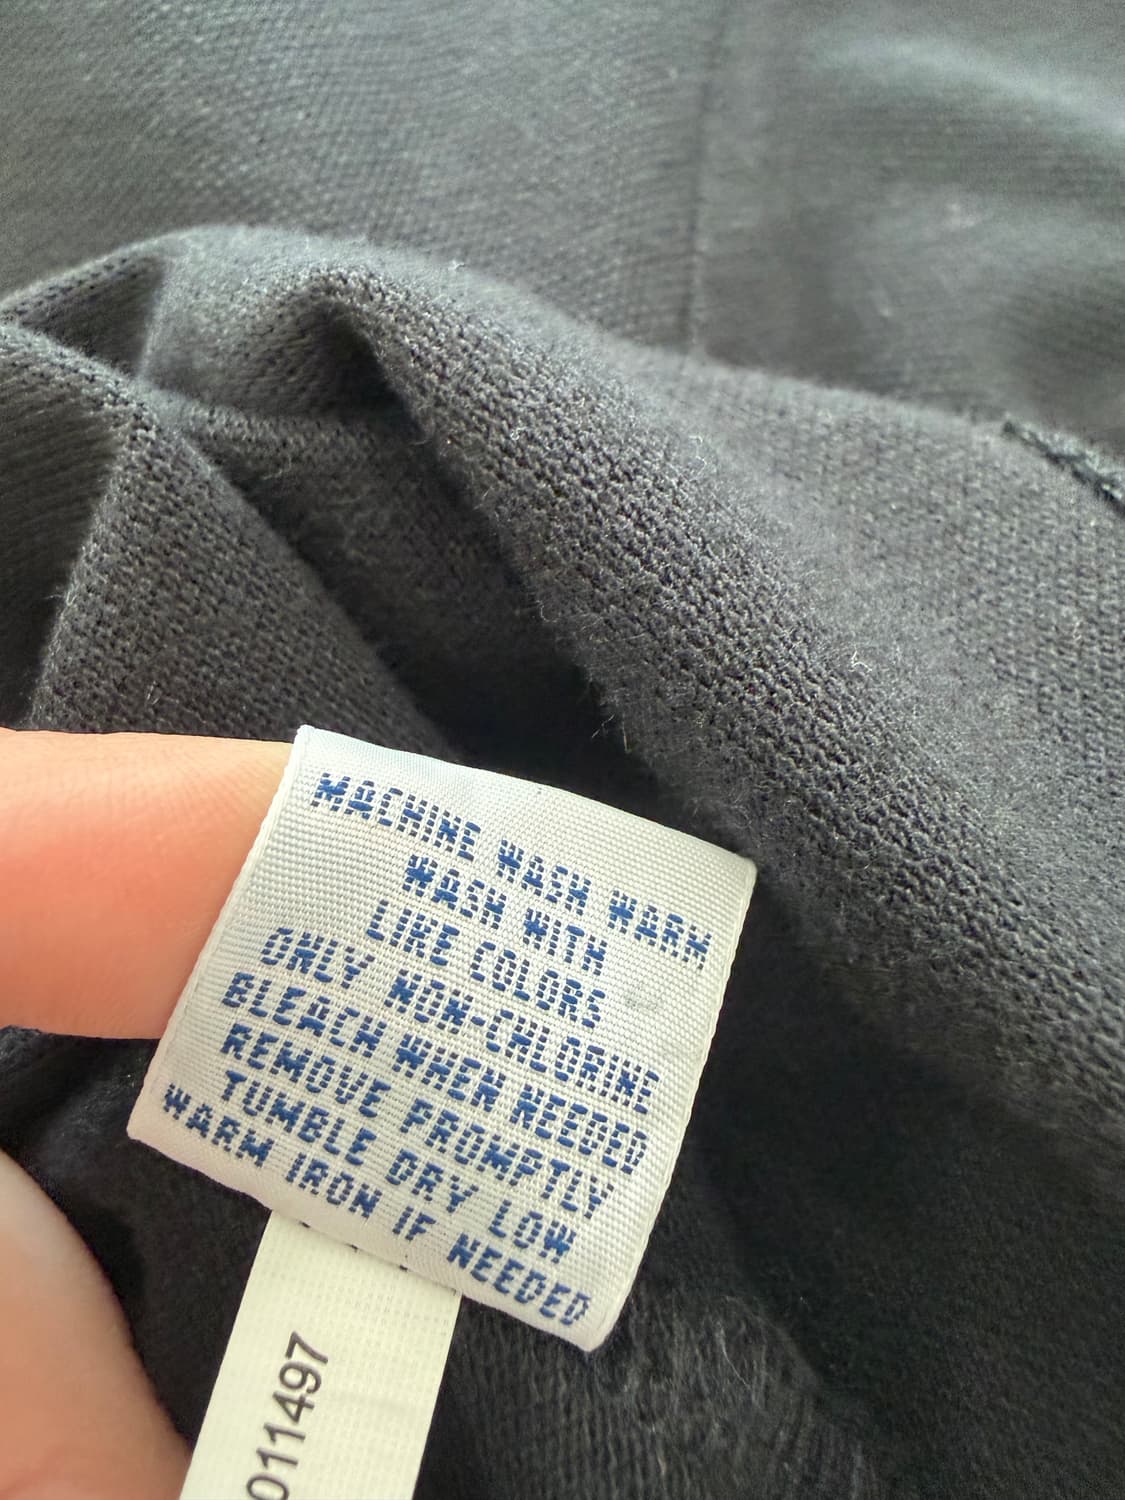 MACHINE WASH WARM
WASH WITH
LIKE COLORS
ONLY NON-CHLORINE
BLEACH WHEN NEEDED
REMOVE PROMPTLY
TUMBLE DRY LOW
WARM IRON IF NEEDED
011497